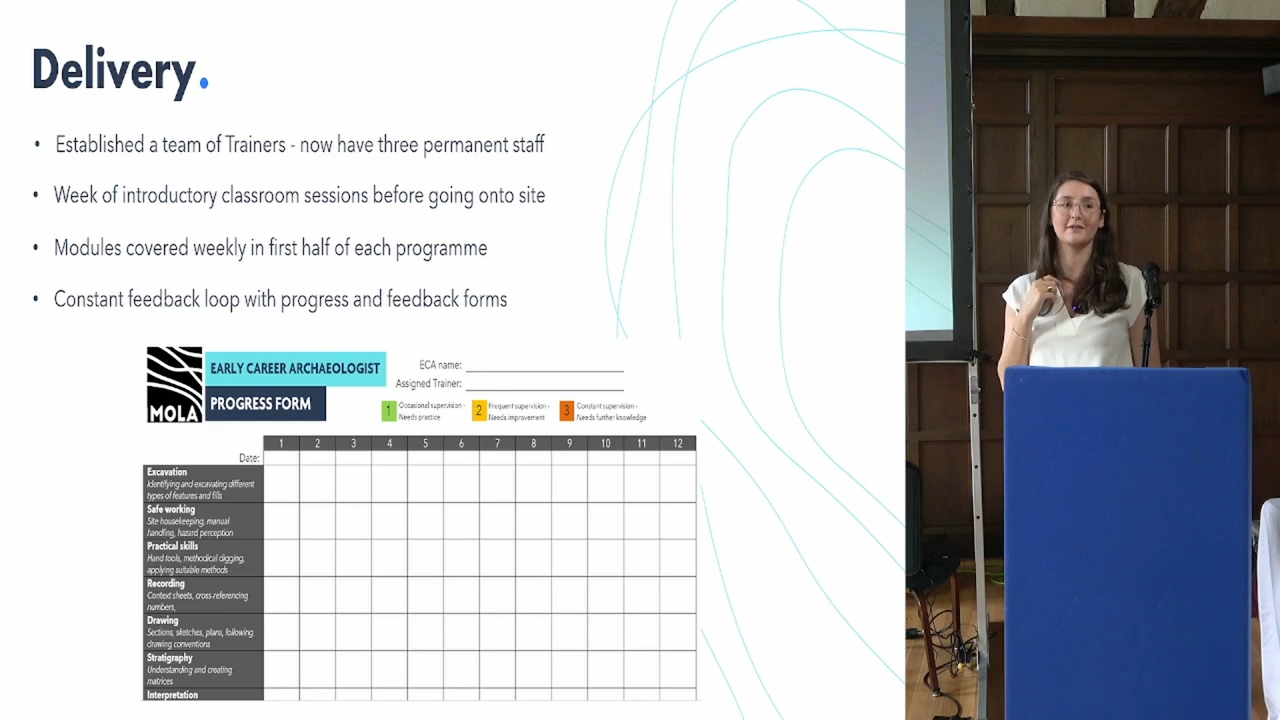 Delivery.
• Established a team of Trainers - now have three permanent staff
• Week of introductory classroom sessions before going onto site
• Modules covered weekly in first half of each programme
• Constant feedback loop with progress and feedback forms
MOLA
EARLY CAREER ARCHAEOLOGIST
PROGRESS FORM
ECA name:
Assigned Trainer:
1 Occasional supervision -
Needs practice
2 Frequent supervision -
Needs improvement
3 Constant supervision -
Needs further knowledge
1 2 3 4 5 6 7 8 9 10 11 12
Date:
Excavation
Identifying and excavating different
types of features and fills
Safe working
Site housekeeping, manual
handling, hazard perception
Practical skills
Hand tools, methodical digging,
applying suitable methods
Recording
Context sheets, cross-referencing
numbers,
Drawing
Sections, sketches, plans, following
drawing conventions
Stratigraphy
Understanding and creating
matrices
Interpretation